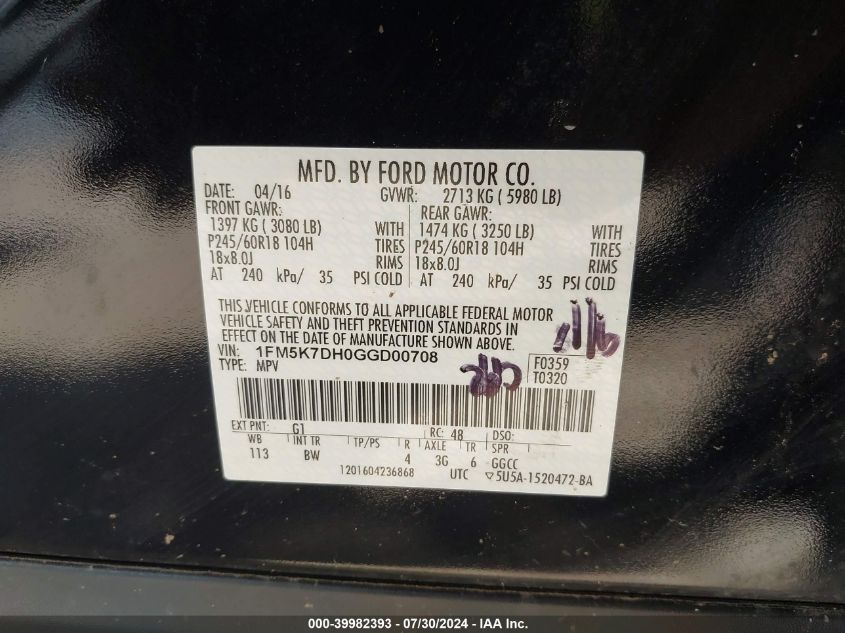 MFD. BY FORD MOTOR CO.
DATE: 04/16 GVWR: 2713 KG ( 5980 LB)
FRONT GAWR: REAR GAWR:
1397 KG ( 3080 LB) WITH 1474 KG ( 3250 LB) WITH
P245/60R18 104H TIRES P245/60R18 104H TIRES
18x8.0J RIMS 18x8.0J RIMS
AT 240 kPa/ 35 PSI COLD AT 240 kPa/ 35 PSI COLD
THIS VEHICLE CONFORMS TO ALL APPLICABLE FEDERAL MOTOR
VEHICLE SAFETY AND THEFT PREVENTION STANDARDS IN
EFFECT ON THE DATE OF MANUFACTURE SHOWN ABOVE.
VIN: 1FM5K7DH0GGD00708
TYPE: MPV
F0359
T0320
EXT PNT: G1 RC: 48 DSO:
WB INT TR TP/PS R AXLE TR SPR
113 BW 4 3G 6 GGCC
1201604236868 UTC ▽5U5A-1520472-BA
000-39982393 - 07/30/2024 - IAA Inc.